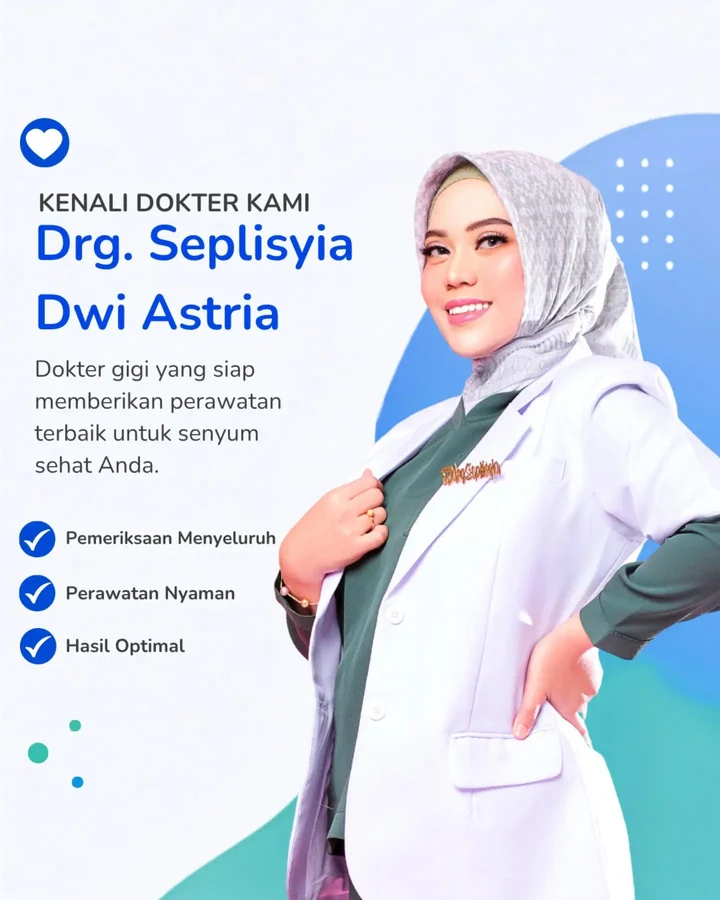 KENALI DOKTER KAMI
Drg. Seplisyia
Dwi Astria
Dokter gigi yang siap
memberikan perawatan
terbaik untuk senyum
sehat Anda.
Pemeriksaan Menyeluruh
Perawatan Nyaman
Hasil Optimal